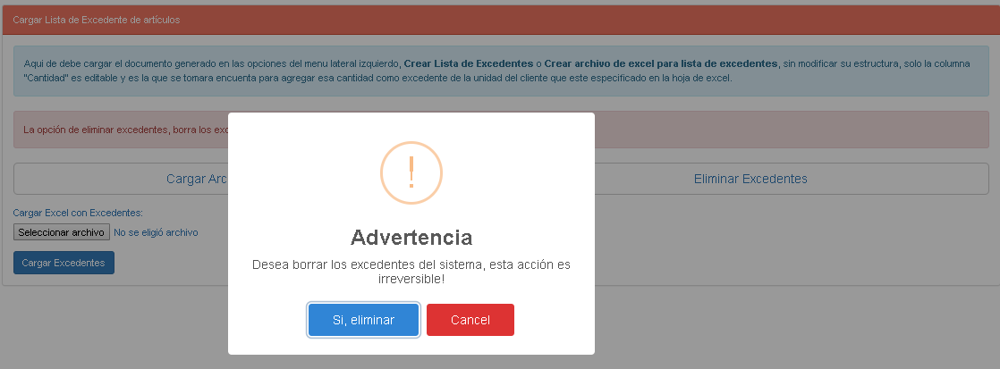 Cargar Lista de Excedente de artículos
Aqui de debe cargar el documento generado en las opciones del menu lateral izquierdo, Crear Lista de Excedentes o Crear archivo de excel para lista de excedentes, sin modificar su estructura, solo la columna
"Cantidad" es editable y es la que se tomara encuenta para agregar esa cantidad como excedente de la unidad del cliente que este especificado en la hoja de excel.
La opción de eliminar excedentes, borra los
Cargar
Eliminar Excedentes
Cargar Excel con Excedentes:
Seleccionar archivo No se eligió archivo
Cargar Excedentes
!
Advertencia
Desea borrar los excedentes del sistema, esta acción es
irreversible!
Si, eliminar
Cancel